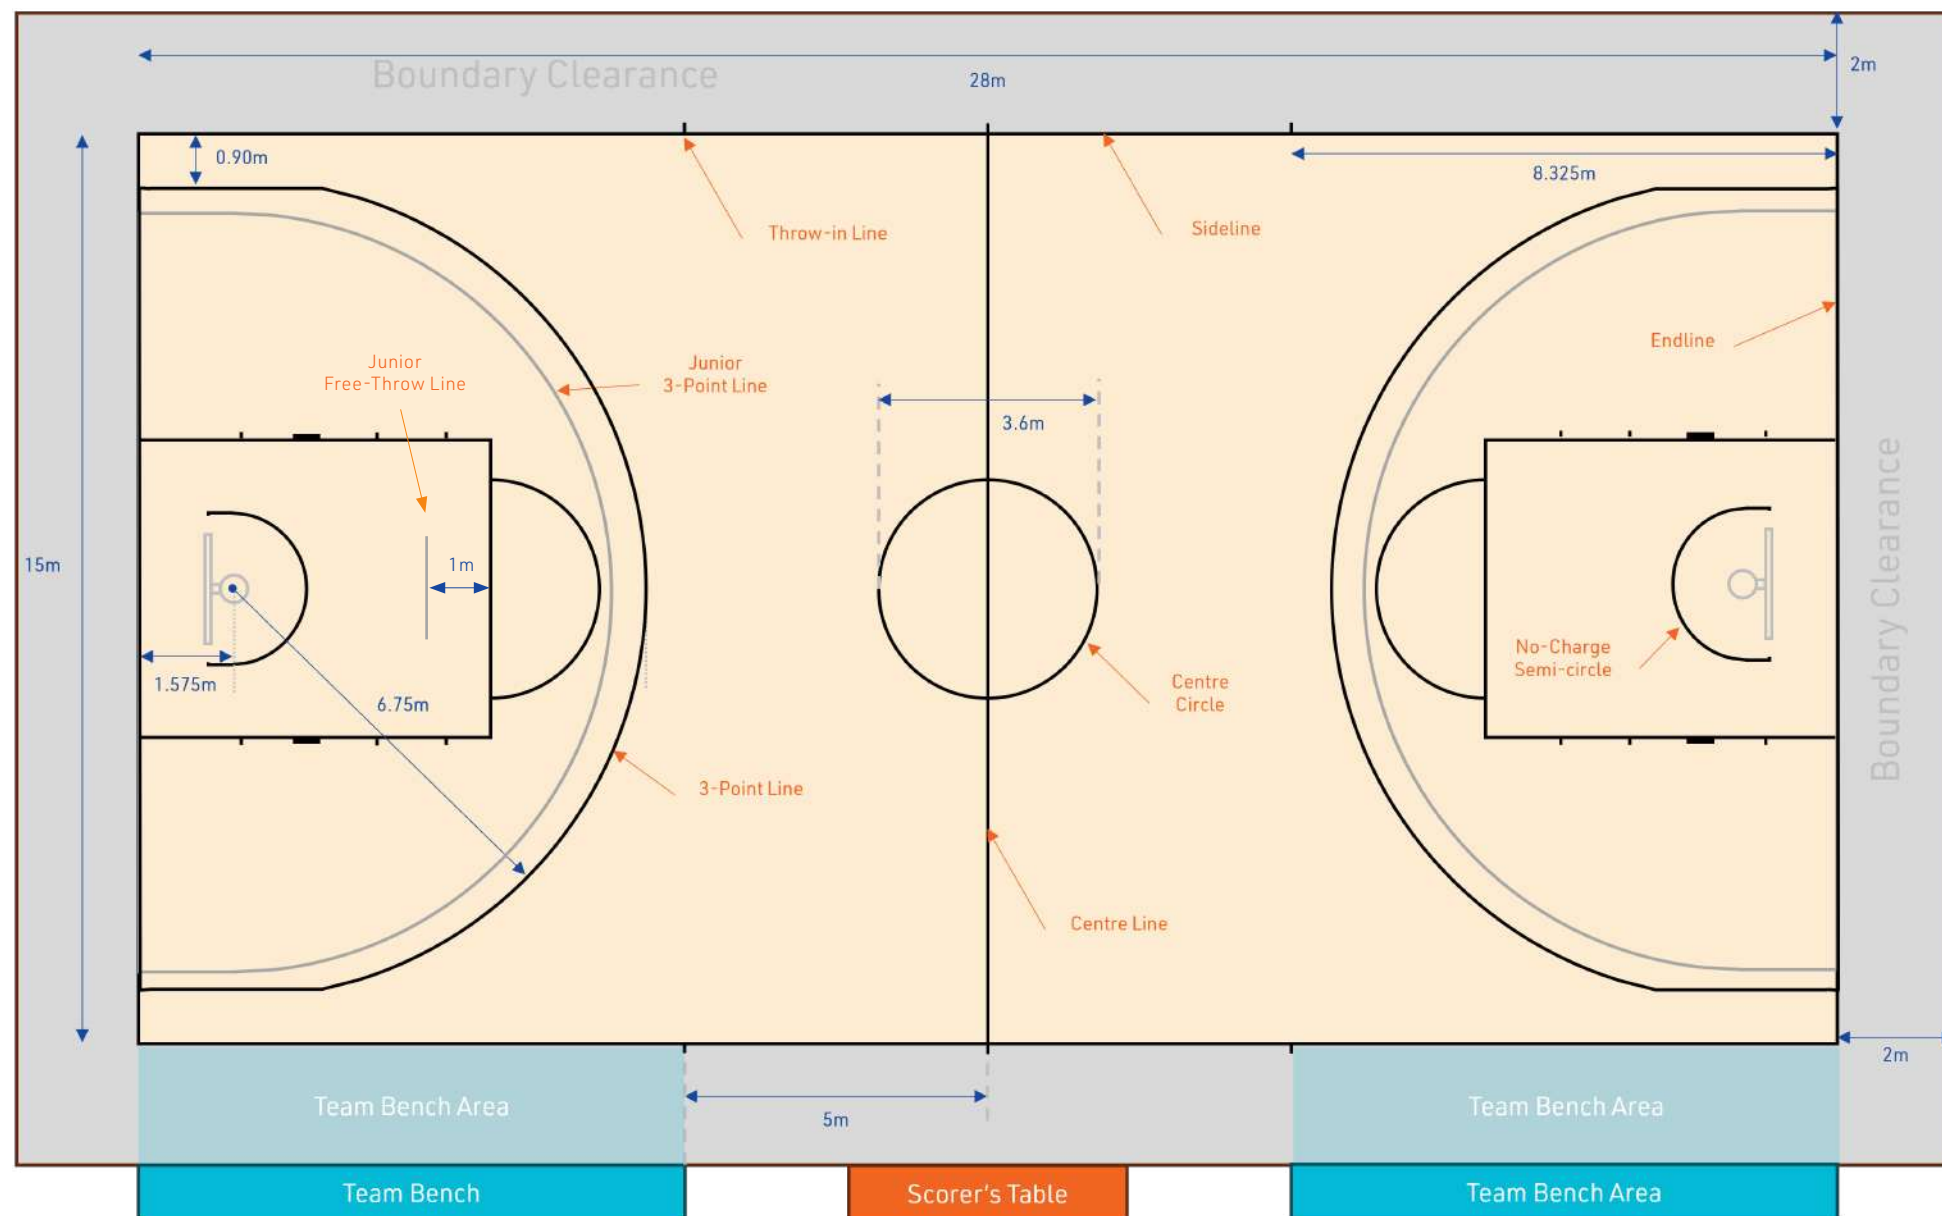 Boundary Clearance
28m
2m
0.90m
8.325m
Throw-in Line
Sideline
Endline
Junior
Free-Throw Line
Junior
3-Point Line
3.6m
15m
1m
1.575m
6.75m
No-Charge
Semi-circle
Centre
Circle
Boundary Clearance
3-Point Line
Centre Line
2m
Team Bench Area
5m
Team Bench Area
Team Bench
Scorer's Table
Team Bench Area